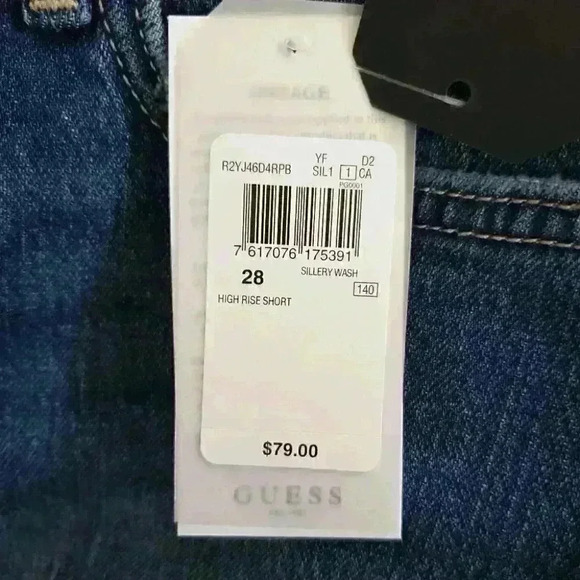 R2YJ46D4RPB YF D2
SIL1 1 CA
PG0001
7 617076 175391
28 SILLERY WASH
140
HIGH RISE SHORT
$79.00
GUESS